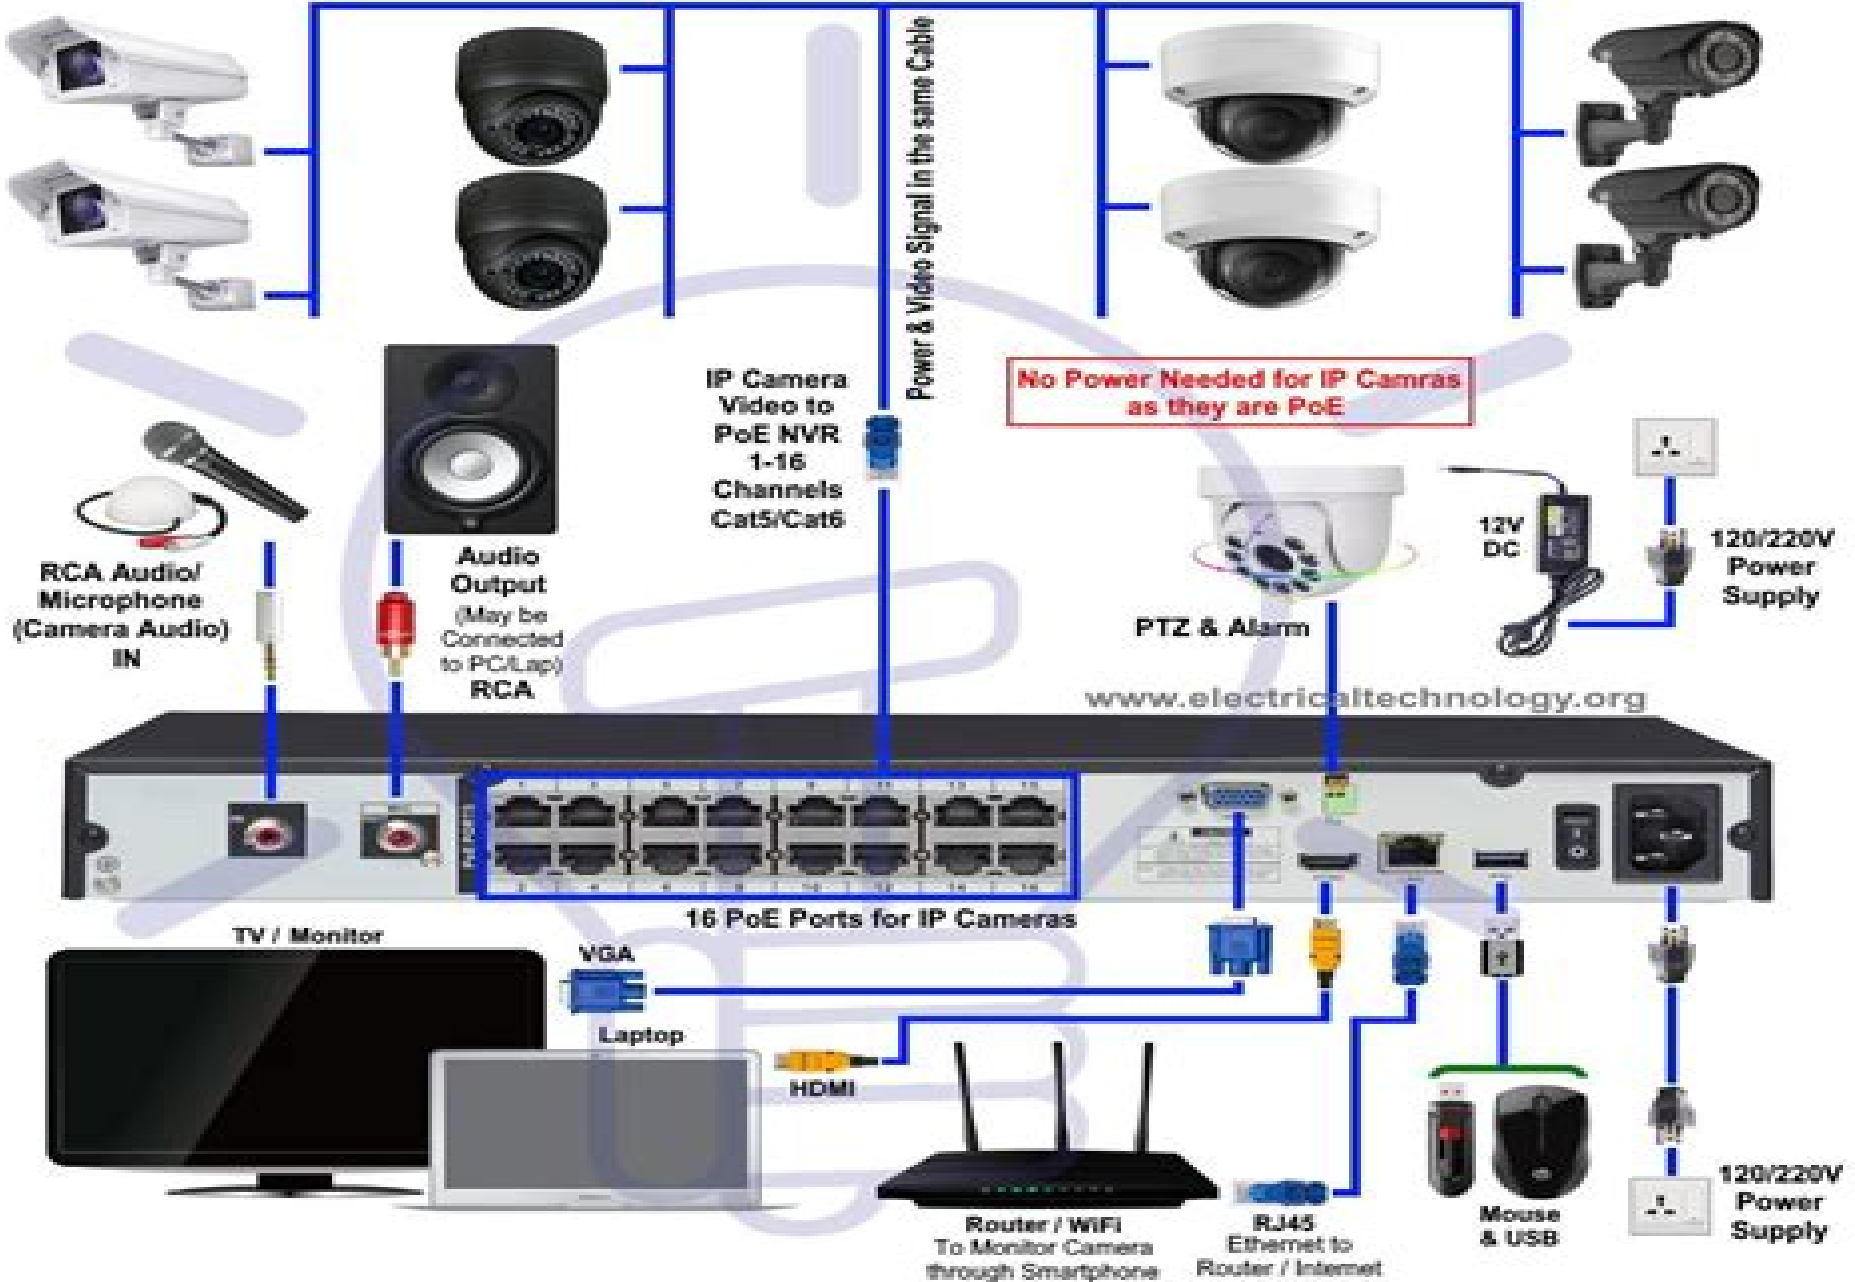 Power & Video Signal in the same Cable
IP Camera
Video to
PoE NVR
1-16
Channels
Cat5/Cat6
No Power Needed for IP Camras
as they are PoE
RCA Audio/
Microphone
(Camera Audio)
IN
Audio
Output
(May be
Connected
to PC/Lap)
RCA
PTZ & Alarm
12V
DC
120/220V
Power
Supply
www.electricaltechnology.org
16 PoE Ports for IP Cameras
TV / Monitor
VGA
Laptop
HDMI
Router / WiFi
To Monitor Camera
through Smartphone
RJ45
Ethernet to
Router / Internet
Mouse
& USB
120/220V
Power
Supply